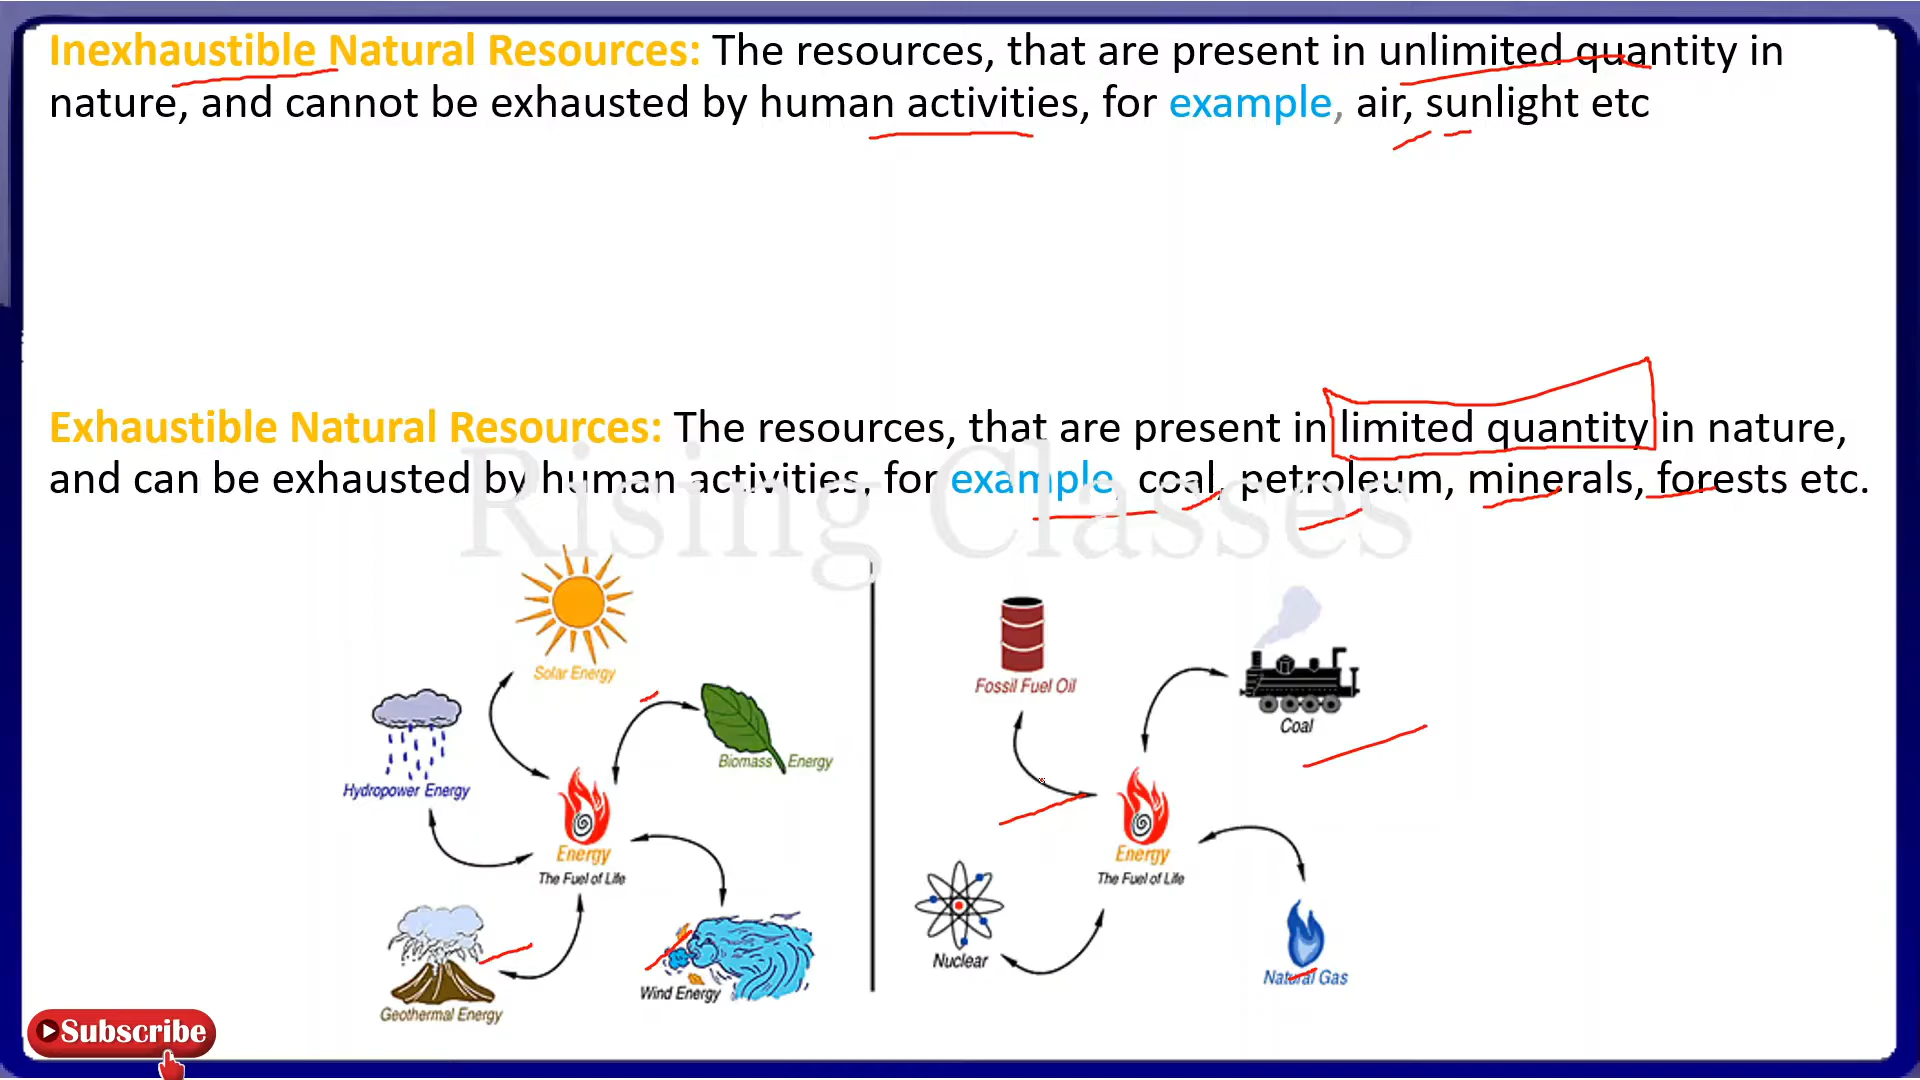 Inexhaustible Natural Resources: The resources, that are present in unlimited quantity in
nature, and cannot be exhausted by human activities, for example, air, sunlight etc
Exhaustible Natural Resources: The resources, that are present in limited quantity in nature,
and can be exhausted by human activities, for example, coal, petroleum, minerals, forests etc.
Rising Classes
Solar Energy
Biomass Energy
Hydropower Energy
Energy
The Fuel of Life
Geothermal Energy
Wind Energy
Fossil Fuel Oil
Coal
Energy
The Fuel of Life
Nuclear
Natural Gas
Subscribe